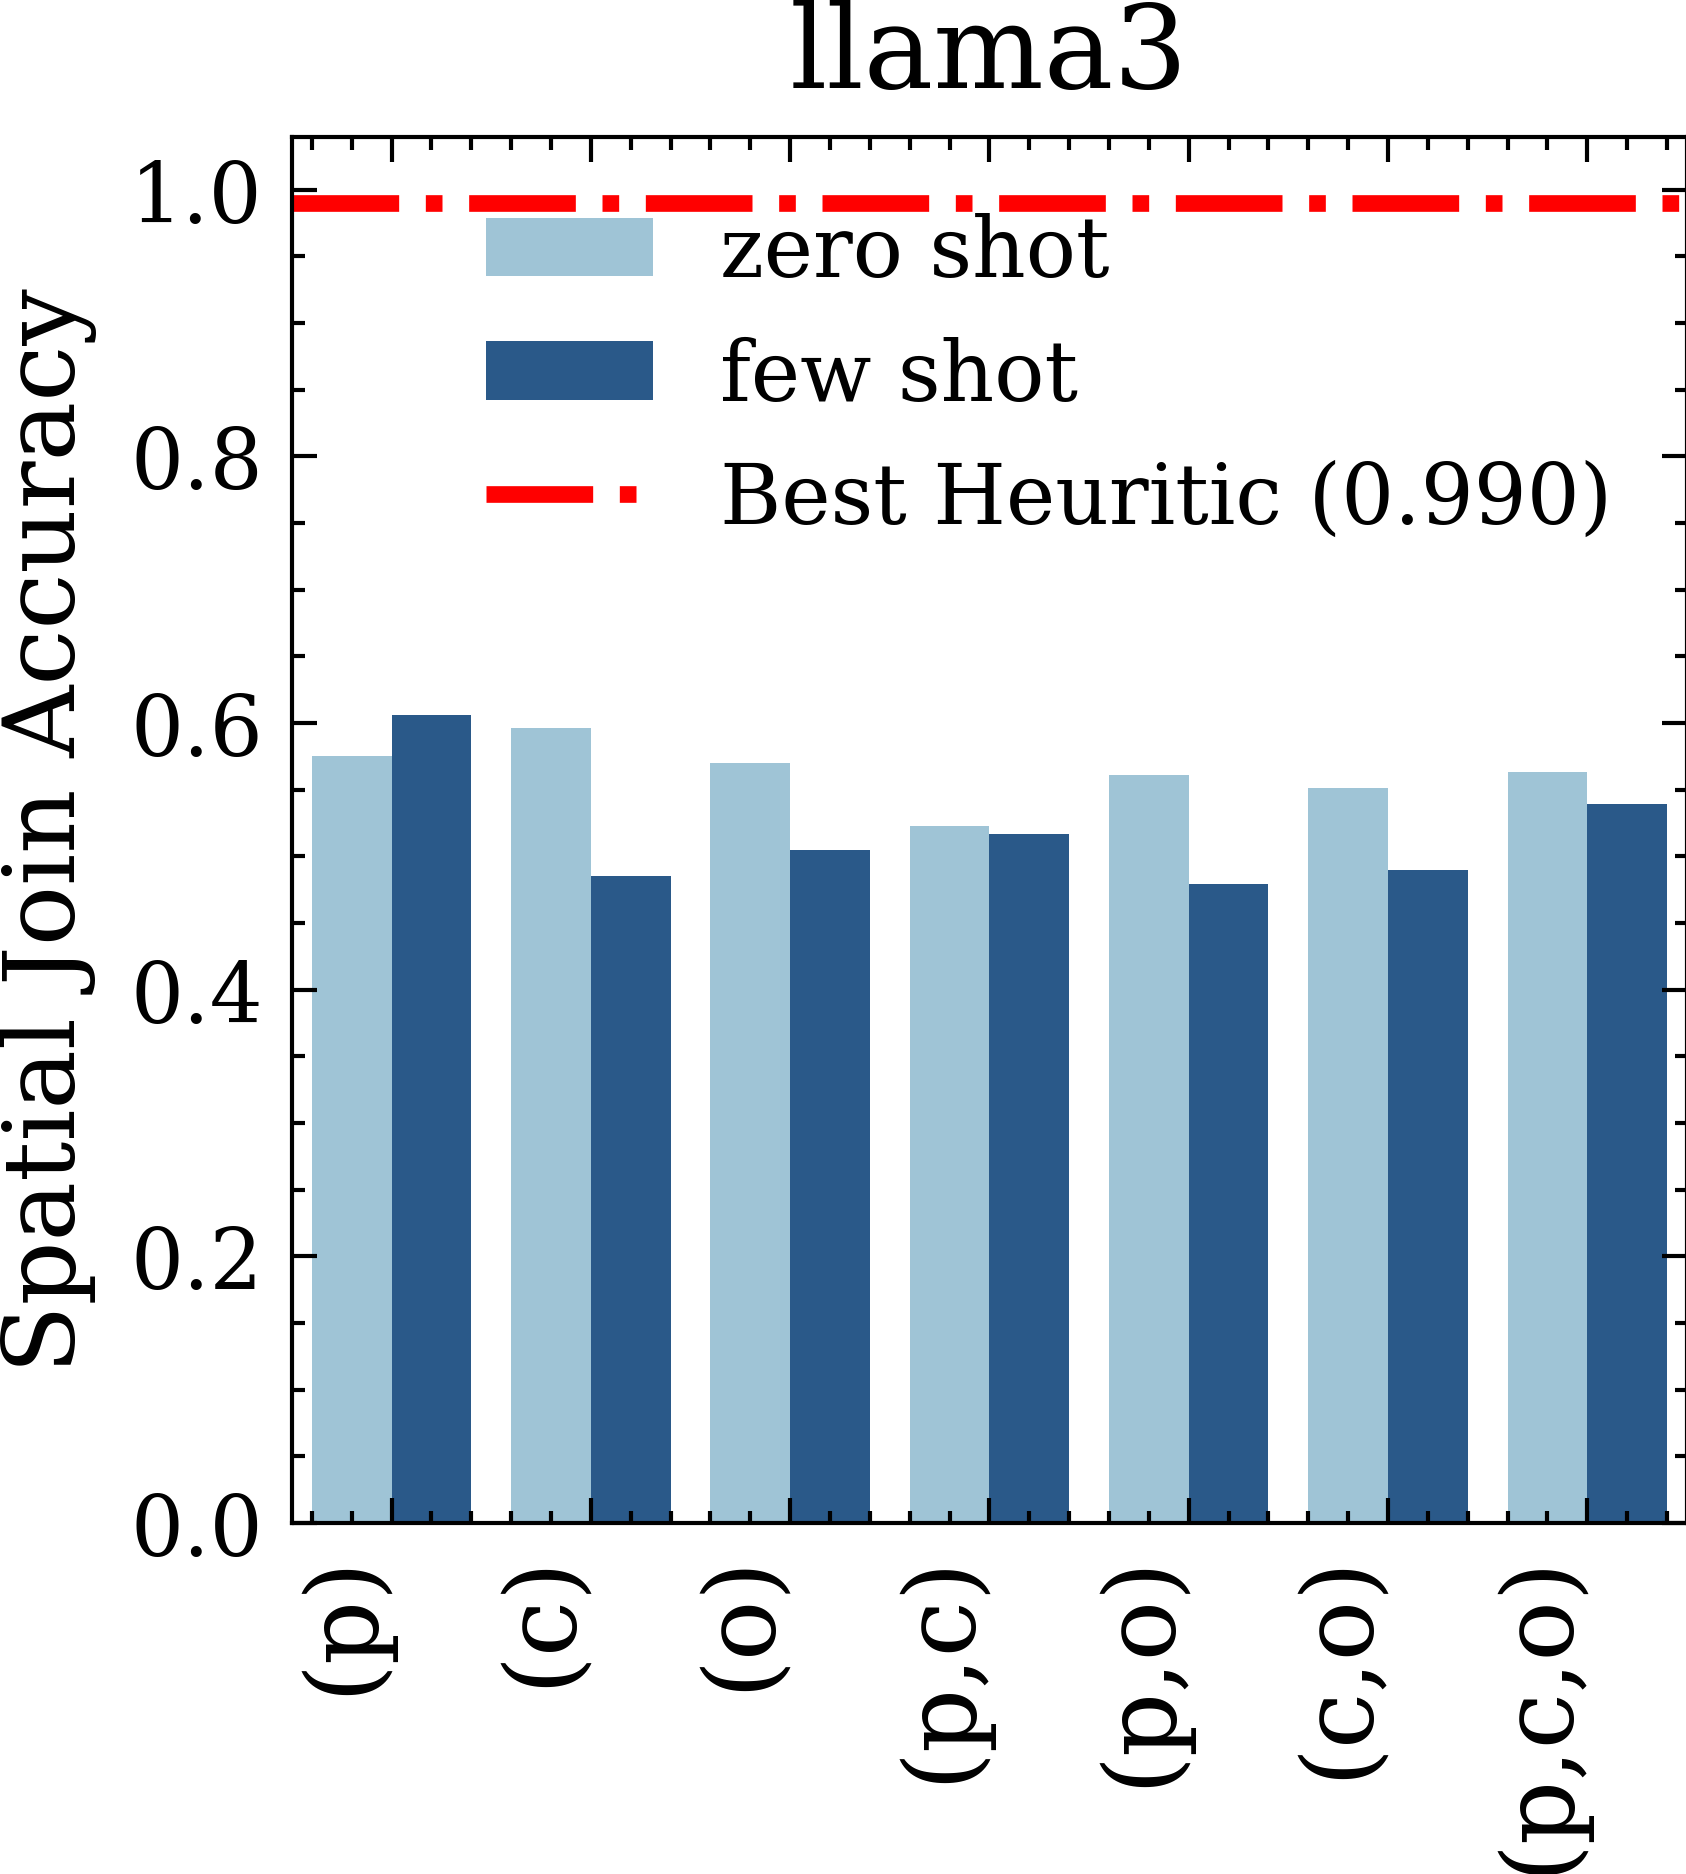 llama3
Spatial Join Accuracy
1.0
0.8
0.6
0.4
0.2
0.0
zero shot
few shot
Best Heuritic (0.990)
(p)
(c)
(o)
(p,c)
(p,o)
(c,o)
(p,c,o)